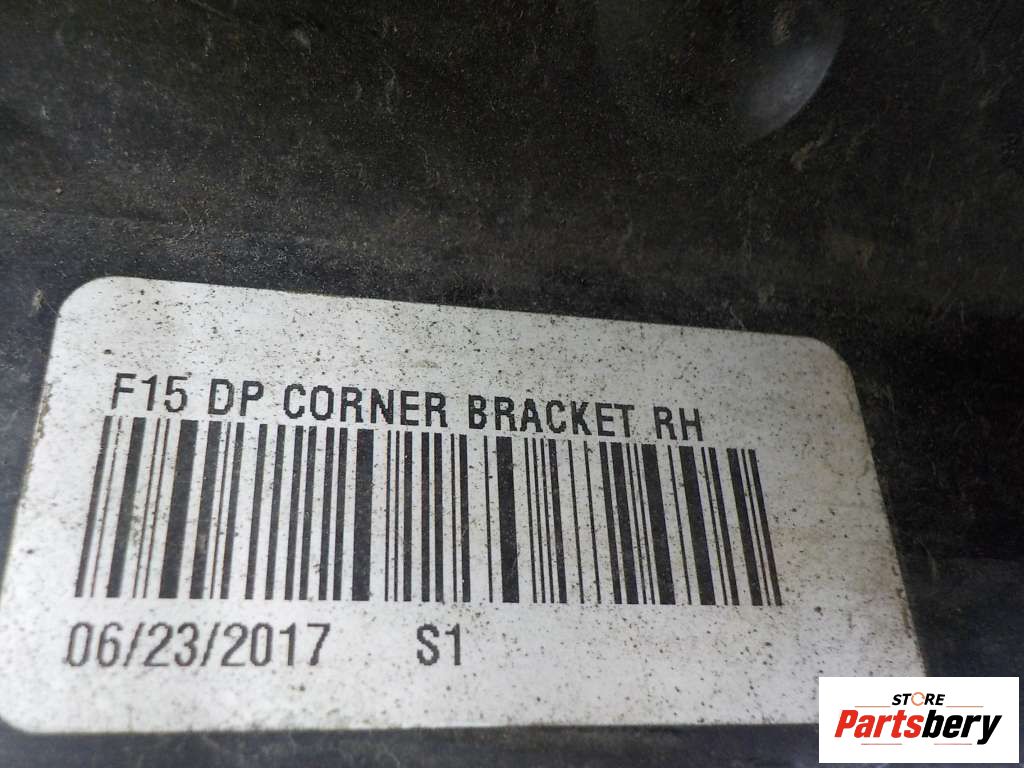 F15 DP CORNER BRACKET RH
06/23/2017 S1
STORE
Partsbery